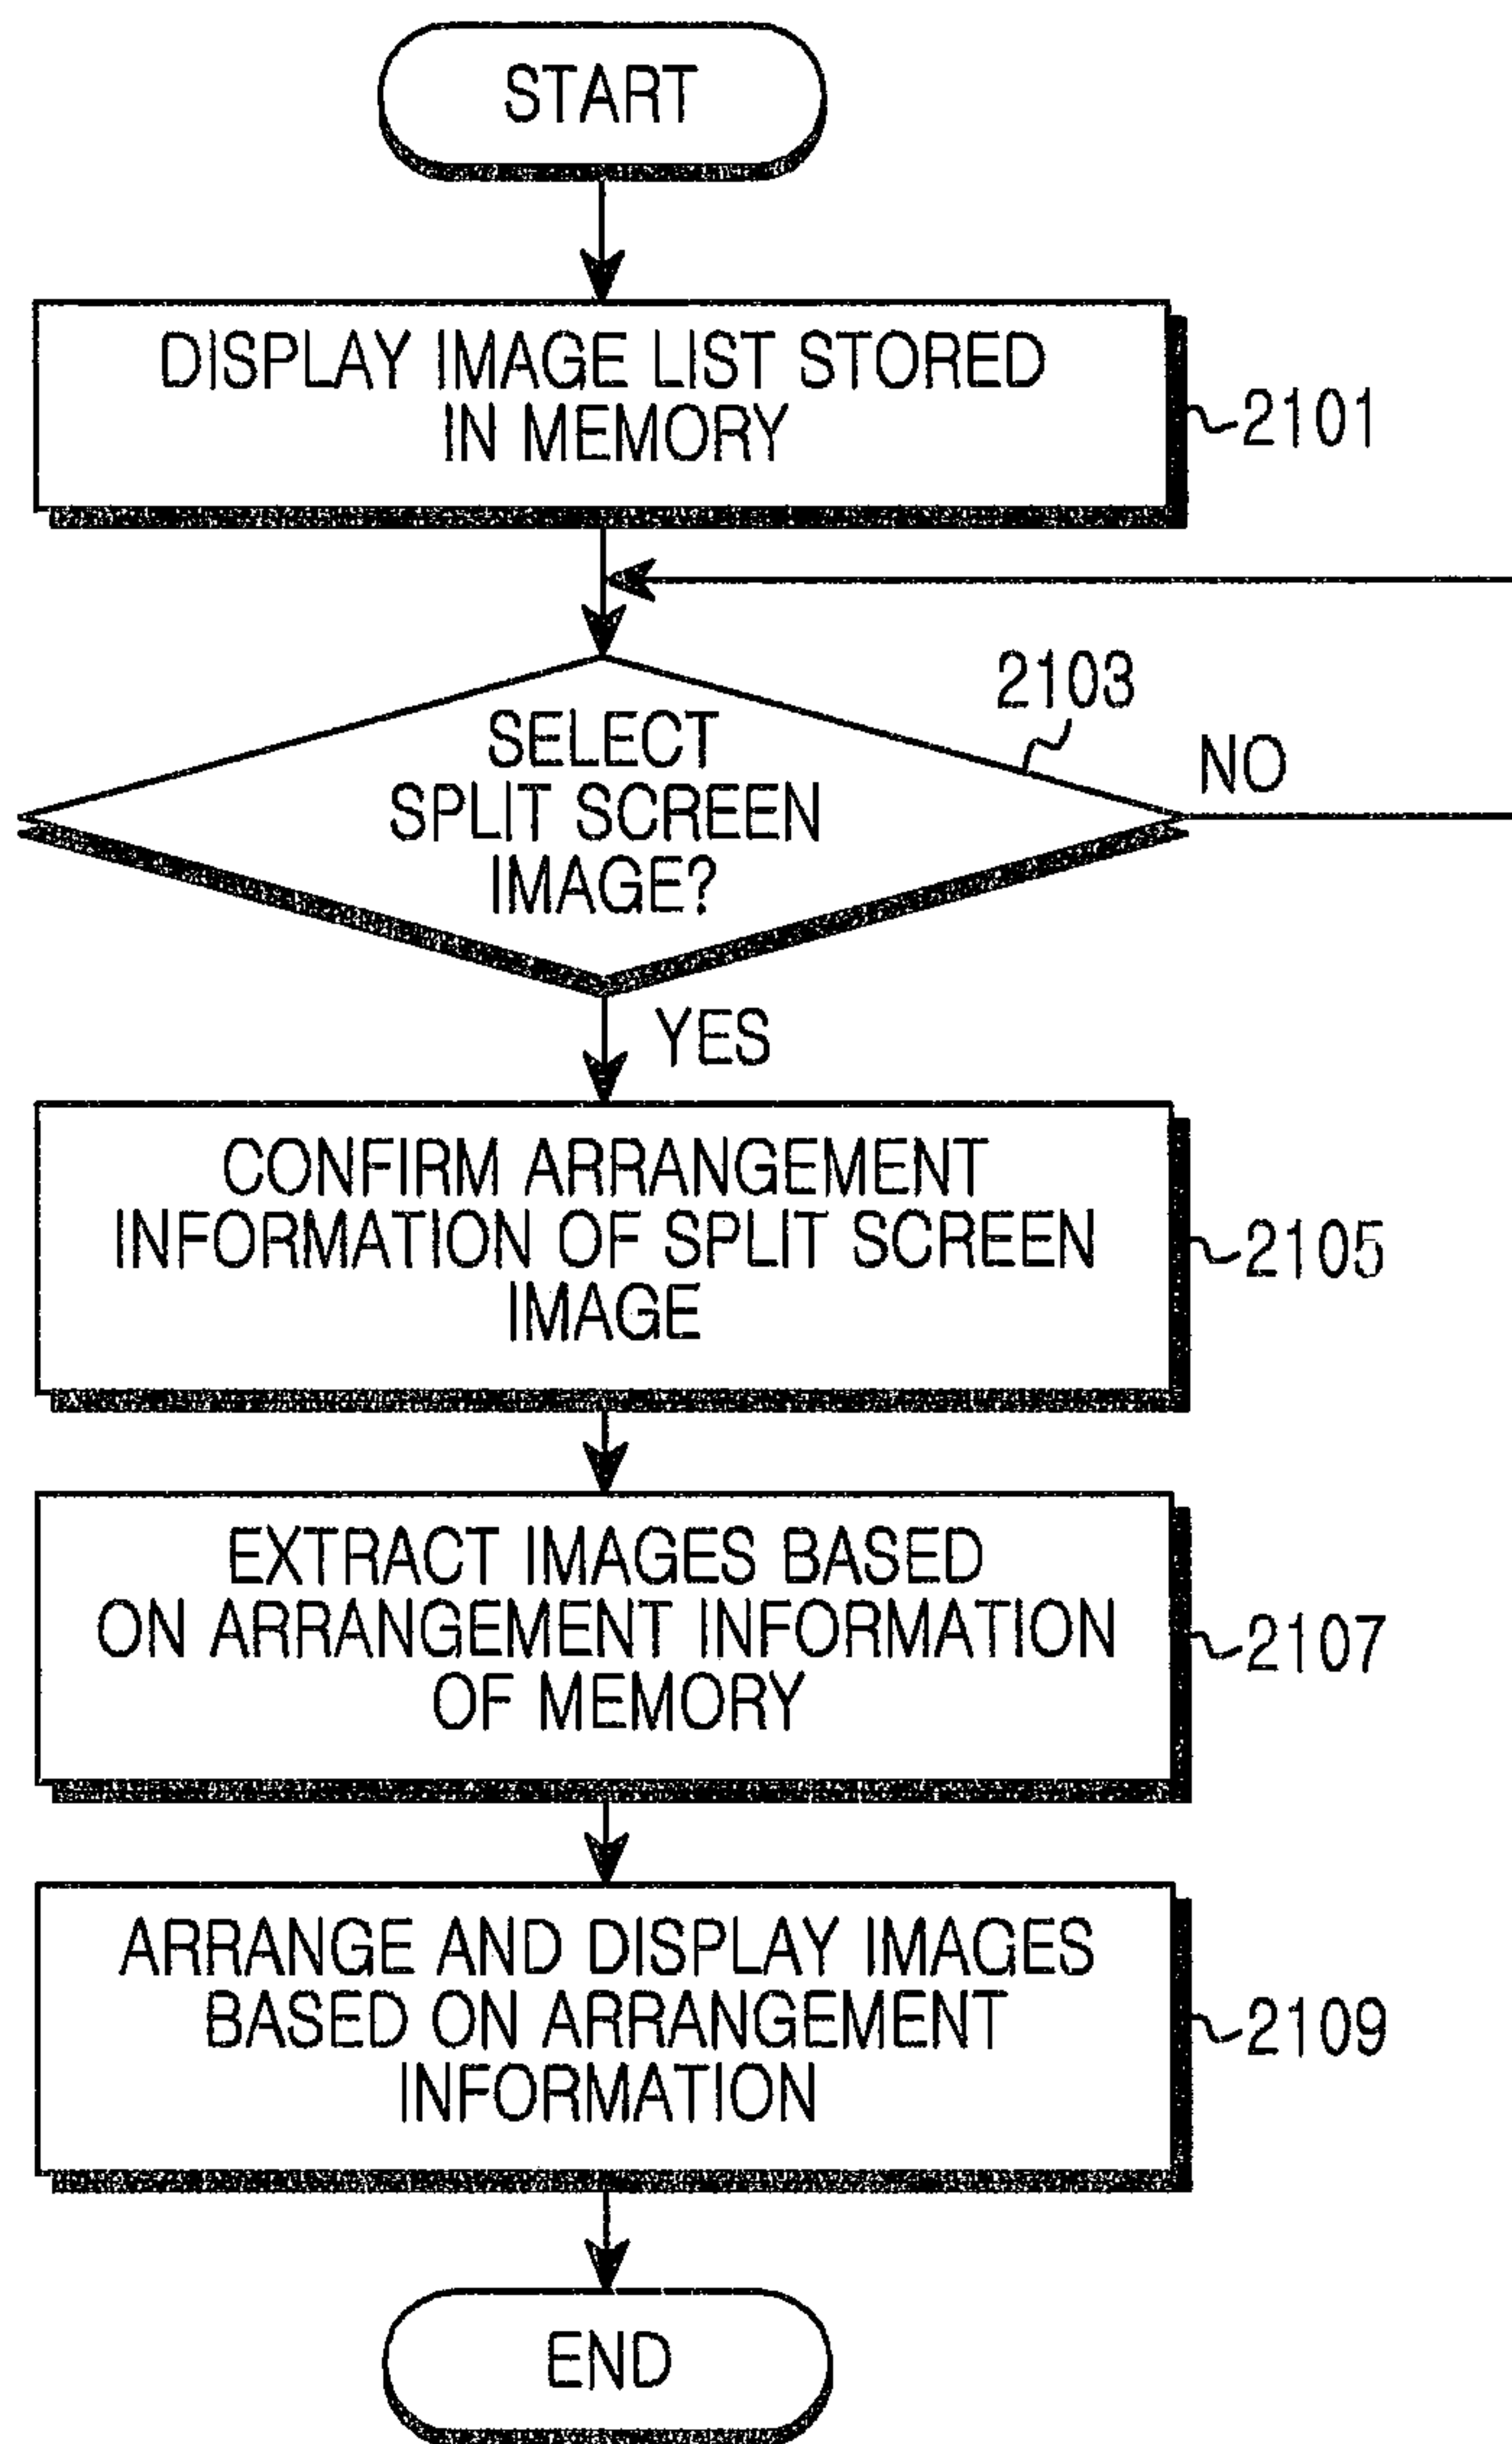 START
DISPLAY IMAGE LIST STORED
IN MEMORY
2101
2103
SELECT
SPLIT SCREEN
IMAGE?
NO
YES
CONFIRM ARRANGEMENT
INFORMATION OF SPLIT SCREEN
IMAGE
2105
EXTRACT IMAGES BASED
ON ARRANGEMENT INFORMATION
OF MEMORY
2107
ARRANGE AND DISPLAY IMAGES
BASED ON ARRANGEMENT
INFORMATION
2109
END